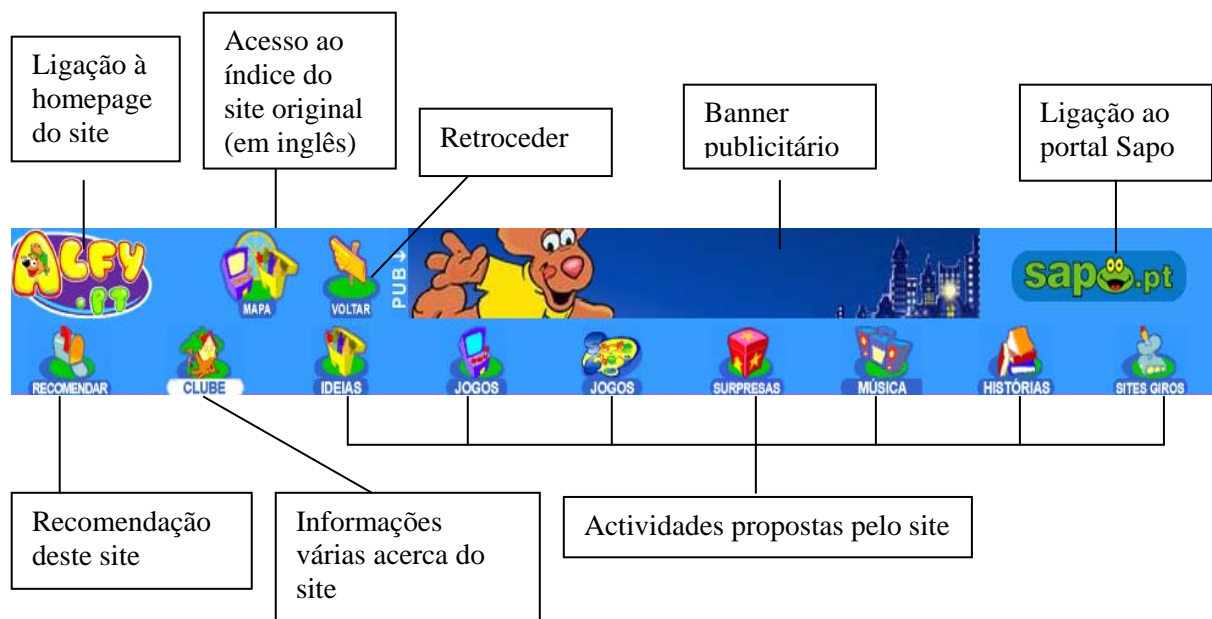 Ligação à
homepage
do site
Acesso ao
índice do
site original
(em inglês)
Retroceder
Banner
publicitário
Ligação ao
portal Sapo
ALFY
.PT
MAPA
VOLTAR
PUB
sapo.pt
RECOMENDAR
CLUBE
IDEIAS
JOGOS
JOGOS
SURPRESAS
MÚSICA
HISTÓRIAS
SITES GIROS
Recomendação
deste site
Informações
várias acerca do
site
Actividades propostas pelo site